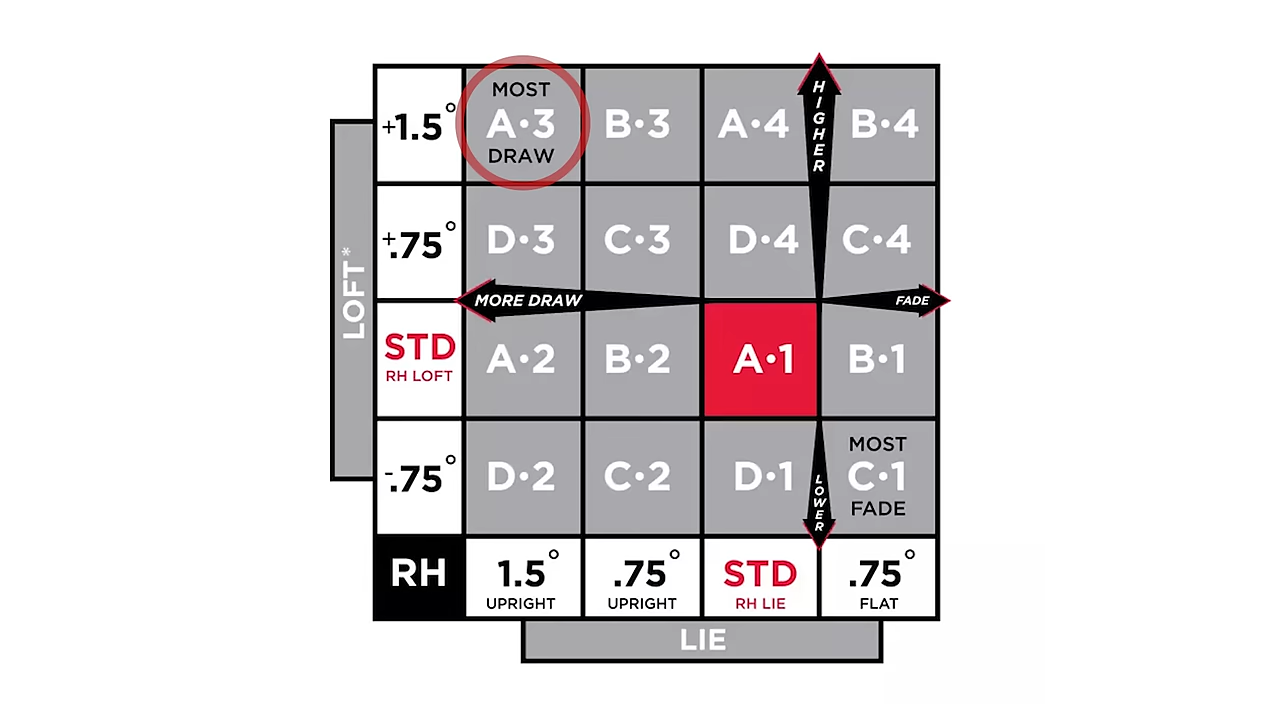 MOST
+1.5° A•3 B•3 A•4 B•4
DRAW
HIGHER
+.75° D•3 C•3 D•4 C•4
MORE DRAW FADE
LOFT*
STD A•2 B•2 A•1 B•1
RH LOFT
MOST
-.75° D•2 C•2 D•1 C•1
FADE
LOWER
RH 1.5° .75° STD .75°
UPRIGHT UPRIGHT RH LIE FLAT
LIE